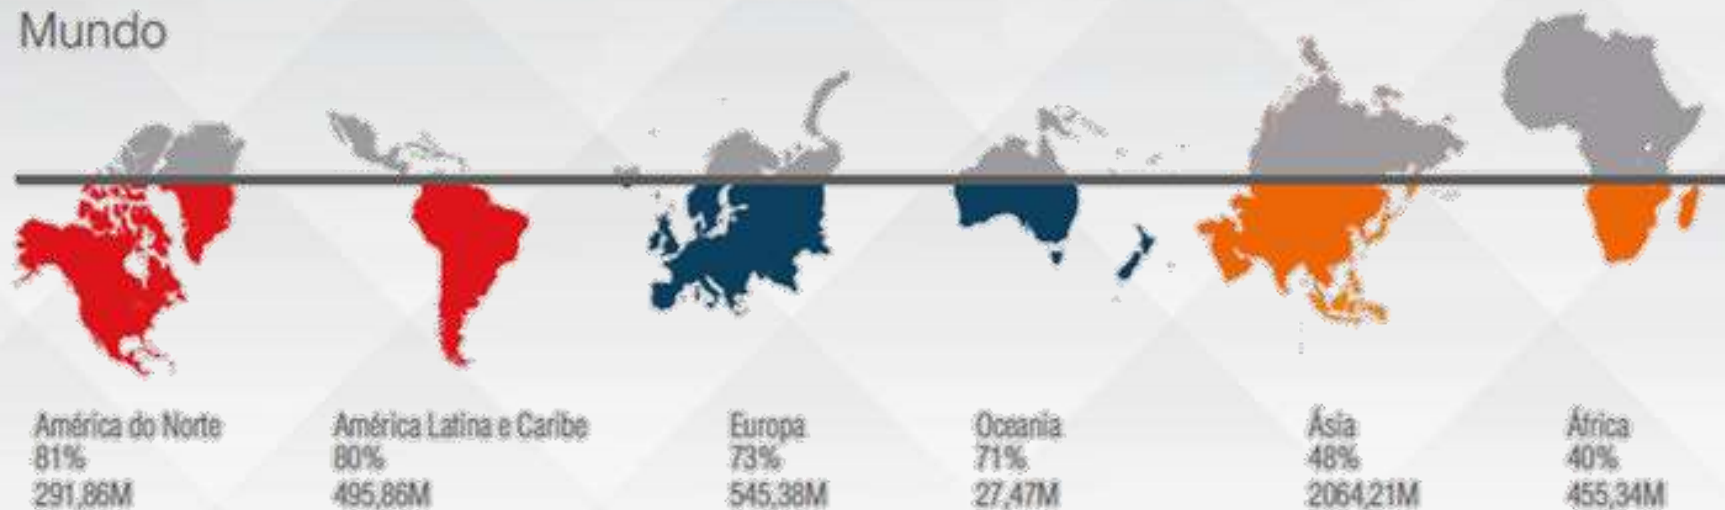 Mundo
América do Norte
81%
291,86M
América Latina e Caribe
80%
495,86M
Europa
73%
545,38M
Oceania
71%
27,47M
Ásia
48%
2064,21M
África
40%
455,34M